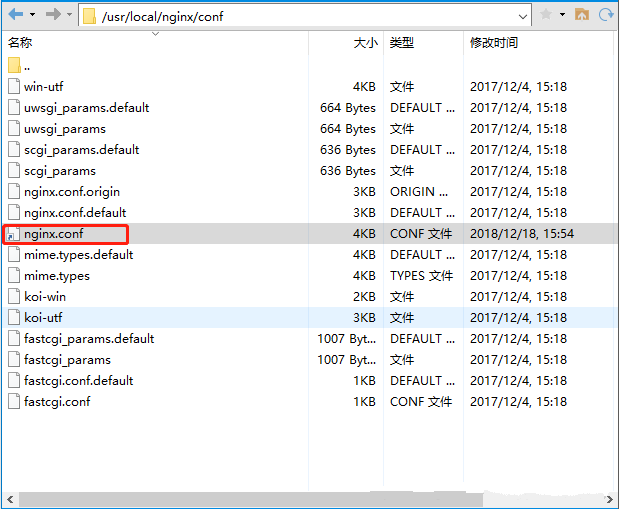 /usr/local/nginx/conf
名称 大小 类型 修改时间
..
win-utf 4KB 文件 2017/12/4, 15:18
uwsgi_params.default 664 Bytes DEFAULT ... 2017/12/4, 15:18
uwsgi_params 664 Bytes 文件 2017/12/4, 15:18
scgi_params.default 636 Bytes DEFAULT ... 2017/12/4, 15:18
scgi_params 636 Bytes 文件 2017/12/4, 15:18
nginx.conf.origin 3KB ORIGIN ... 2017/12/4, 15:18
nginx.conf.default 3KB DEFAULT ... 2017/12/4, 15:18
nginx.conf 4KB CONF 文件 2018/12/18, 15:54
mime.types.default 4KB DEFAULT ... 2017/12/4, 15:18
mime.types 4KB TYPES 文件 2017/12/4, 15:18
koi-win 2KB 文件 2017/12/4, 15:18
koi-utf 3KB 文件 2017/12/4, 15:18
fastcgi_params.default 1007 Byt... DEFAULT ... 2017/12/4, 15:18
fastcgi_params 1007 Byt... 文件 2017/12/4, 15:18
fastcgi.conf.default 1KB DEFAULT ... 2017/12/4, 15:18
fastcgi.conf 1KB CONF 文件 2017/12/4, 15:18